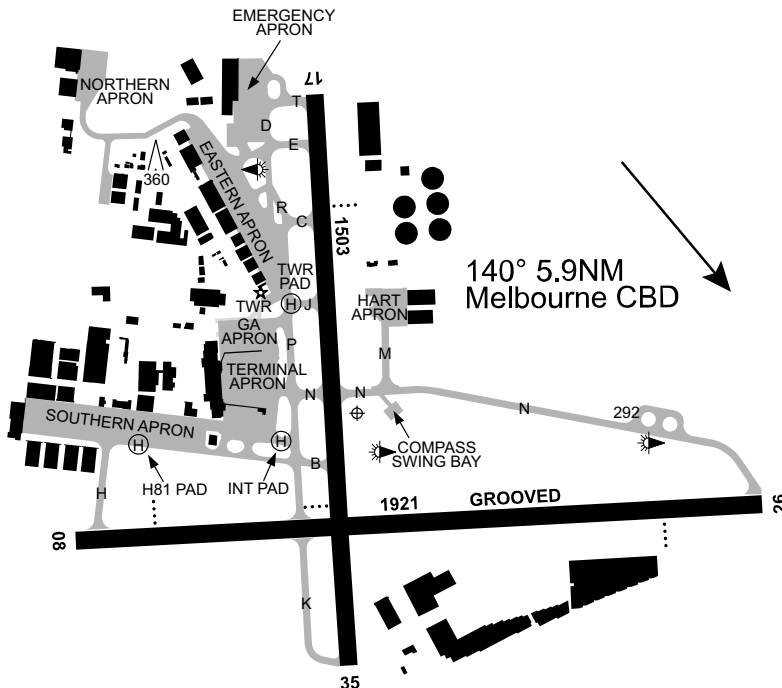 EMERGENCY
APRON
NORTHERN
APRON
17
T
D
E
360
EASTERN APRON
R
C
1503
140° 5.9NM
Melbourne CBD
TWR
PAD
H
J
TWR
HART
APRON
GA
APRON
P
M
TERMINAL
APRON
N
N
N
292
SOUTHERN APRON
H
H
COMPASS
SWING BAY
B
H
H81 PAD
INT PAD
1921
GROOVED
26
08
K
35